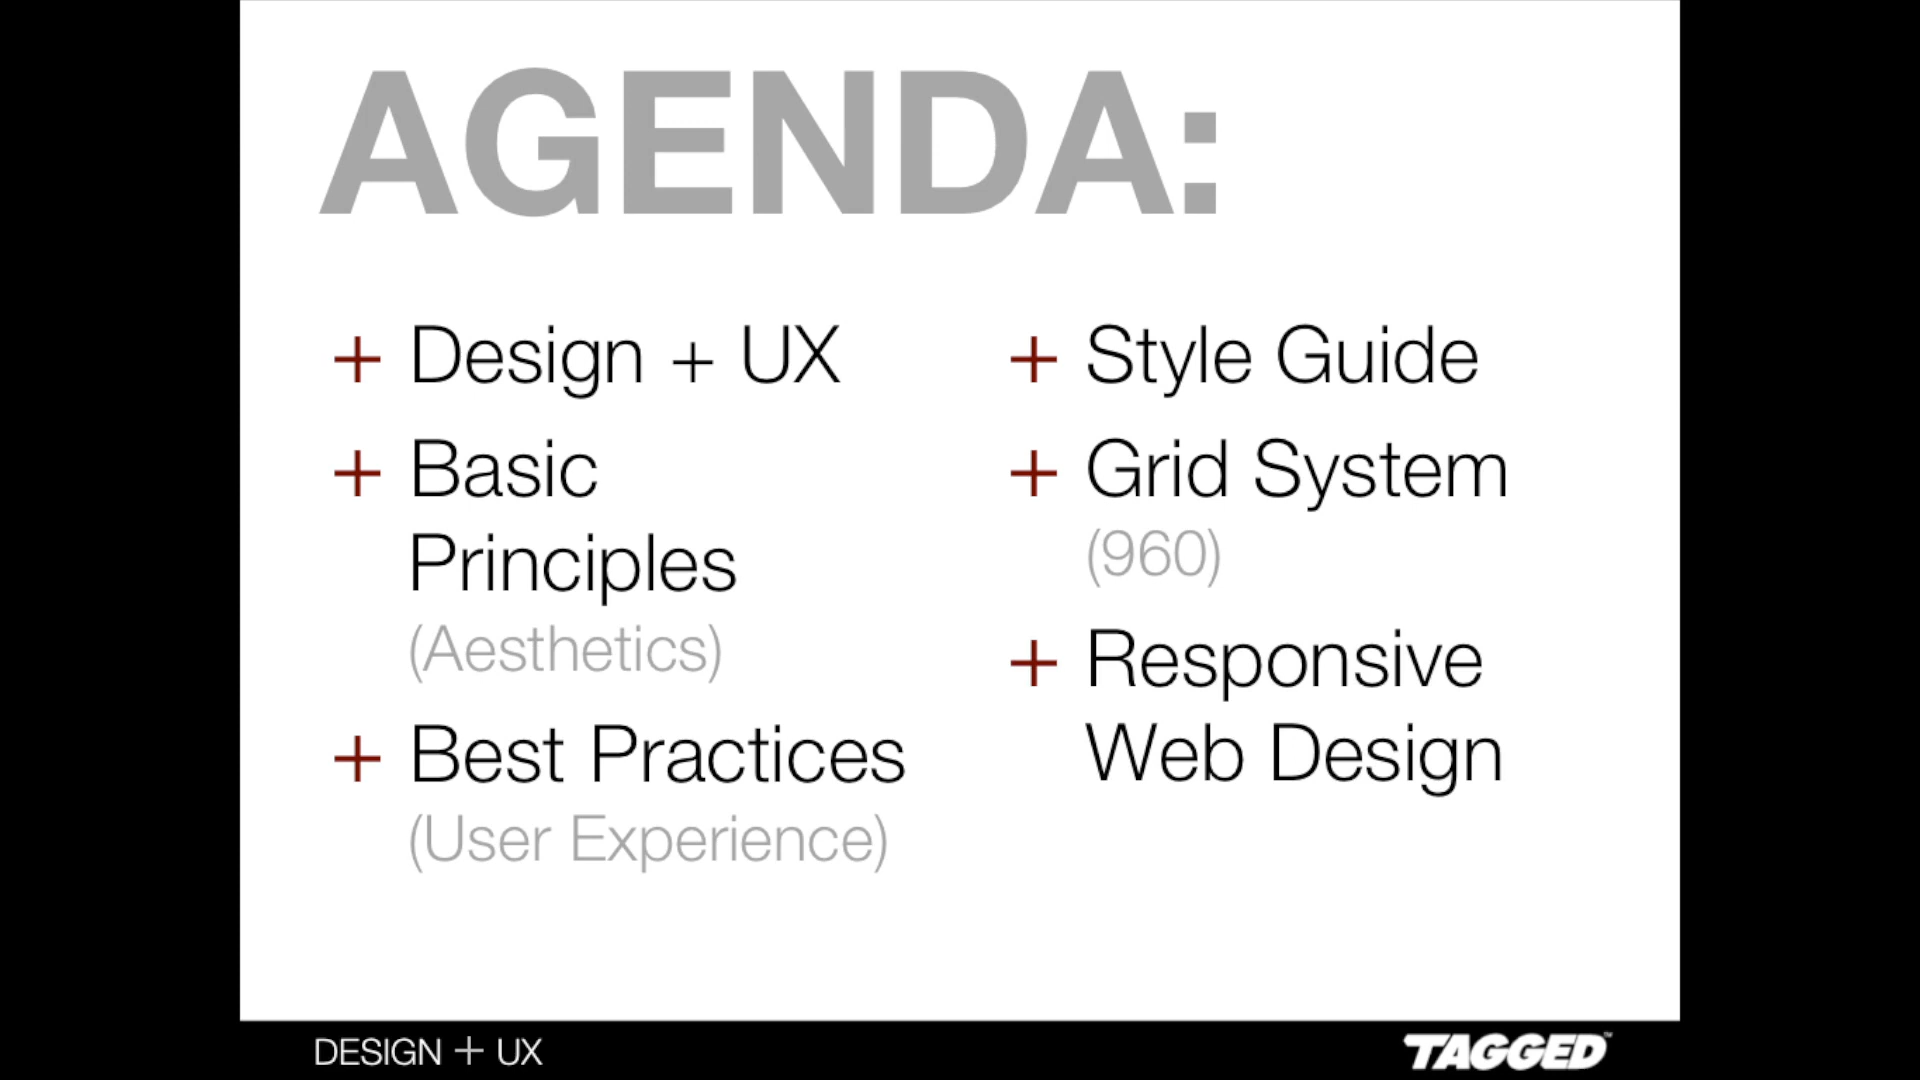 AGENDA:
+ Design + UX
+ Basic
Principles
(Aesthetics)
+ Best Practices
(User Experience)
+ Style Guide
+ Grid System
(960)
+ Responsive
Web Design
DESIGN + UX
TAGGED™